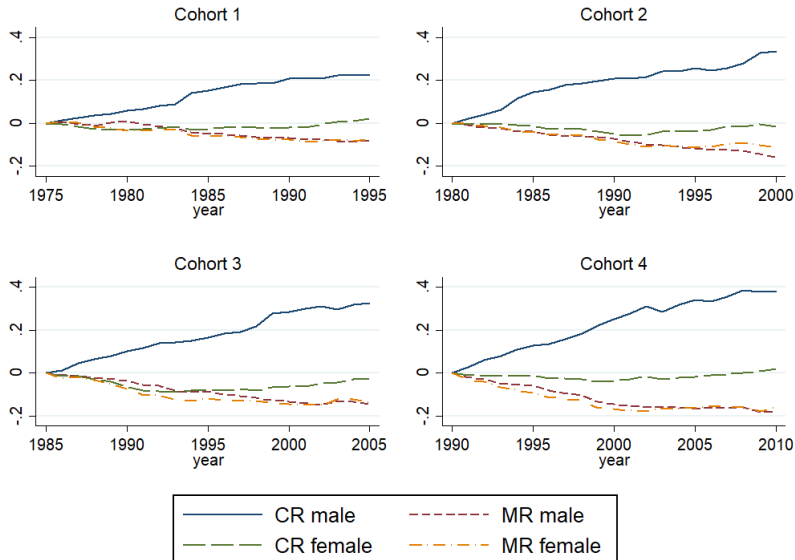 Cohort 1
.4
.2
0
-.2
1975 1980 1985 1990 1995
year
Cohort 2
.4
.2
0
-.2
1980 1985 1990 1995 2000
year
Cohort 3
.4
.2
0
-.2
1985 1990 1995 2000 2005
year
Cohort 4
.4
.2
0
-.2
1990 1995 2000 2005 2010
year
CR male MR male
CR female MR female